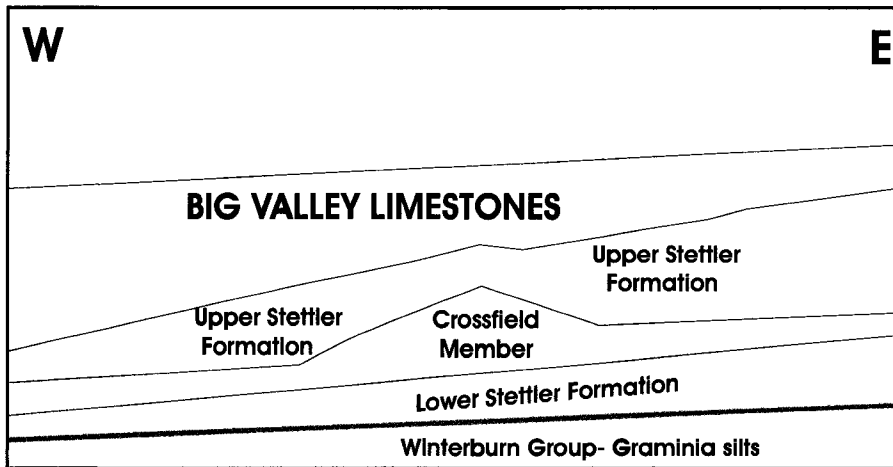 W
E
BIG VALLEY LIMESTONES
Upper Stettler
Formation
Upper Stettler
Formation
Crossfield
Member
Lower Stettler Formation
Winterburn Group- Graminia silts